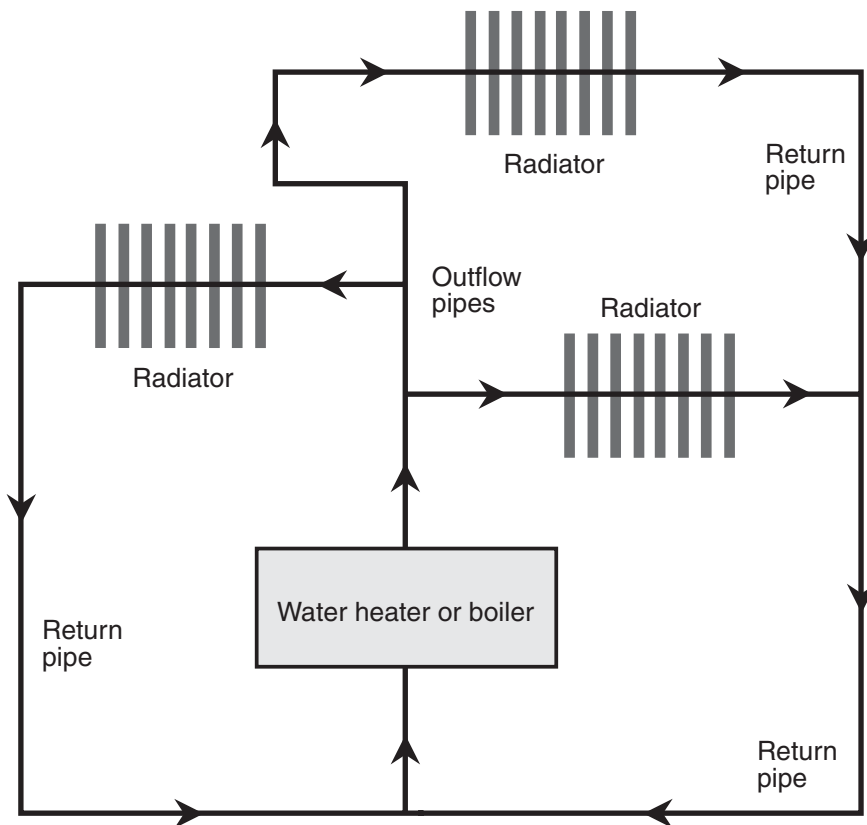 Radiator
Return
pipe
Outflow
pipes
Radiator
Radiator
Water heater or boiler
Return
pipe
Return
pipe